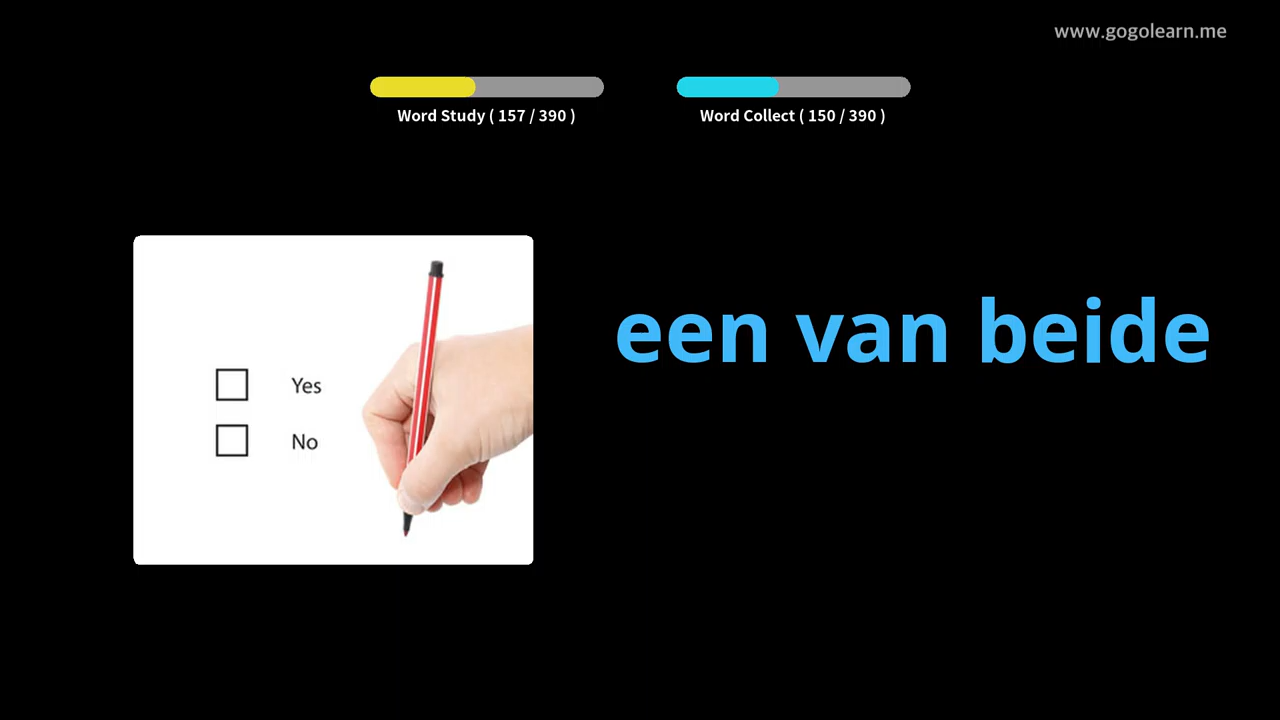 www.gogolearn.me
Word Study ( 157 / 390 )
Word Collect ( 150 / 390 )
een van beide
Yes
No